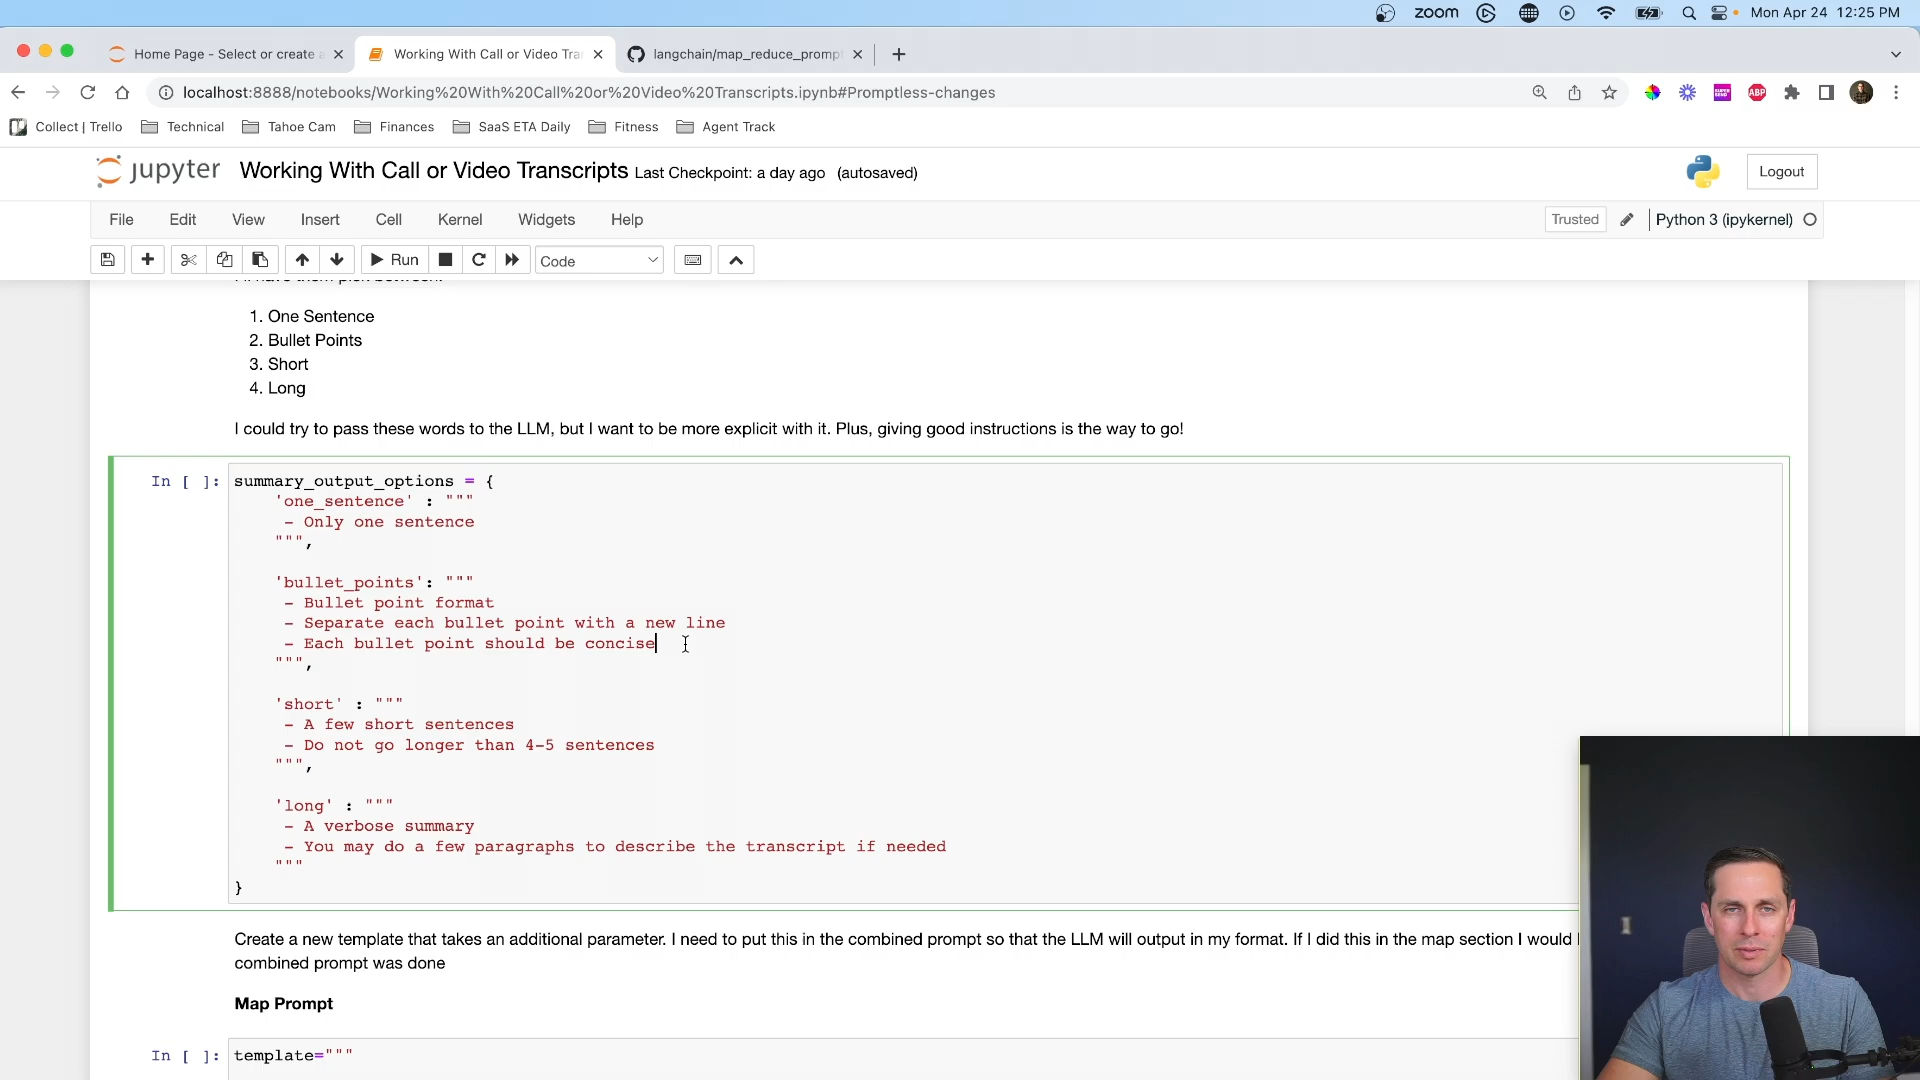 zoom
Mon Apr 24 12:25 PM
Home Page - Select or create a
Working With Call or Video Tra
langchain/map_reduce_prompt
localhost:8888/notebooks/Working%20With%20Call%20or%20Video%20Transcripts.ipynb#Promptless-changes
ABP
Collect | Trello
Technical
Tahoe Cam
Finances
SaaS ETA Daily
Fitness
Agent Track
jupyter
Working With Call or Video Transcripts Last Checkpoint: a day ago (autosaved)
Logout
File Edit View Insert Cell Kernel Widgets Help
Trusted
Python 3 (ipykernel)
Run
Code
1. One Sentence
2. Bullet Points
3. Short
4. Long
I could try to pass these words to the LLM, but I want to be more explicit with it. Plus, giving good instructions is the way to go!
In [ ]: summary_output_options = {
'one_sentence' : """
- Only one sentence
""",
'bullet_points': """
- Bullet point format
- Separate each bullet point with a new line
- Each bullet point should be concise
""",
'short' : """
- A few short sentences
- Do not go longer than 4-5 sentences
""",
'long' : """
- A verbose summary
- You may do a few paragraphs to describe the transcript if needed
"""
}
Create a new template that takes an additional parameter. I need to put this in the combined prompt so that the LLM will output in my format. If I did this in the map section I would
combined prompt was done
Map Prompt
In [ ]: template="""